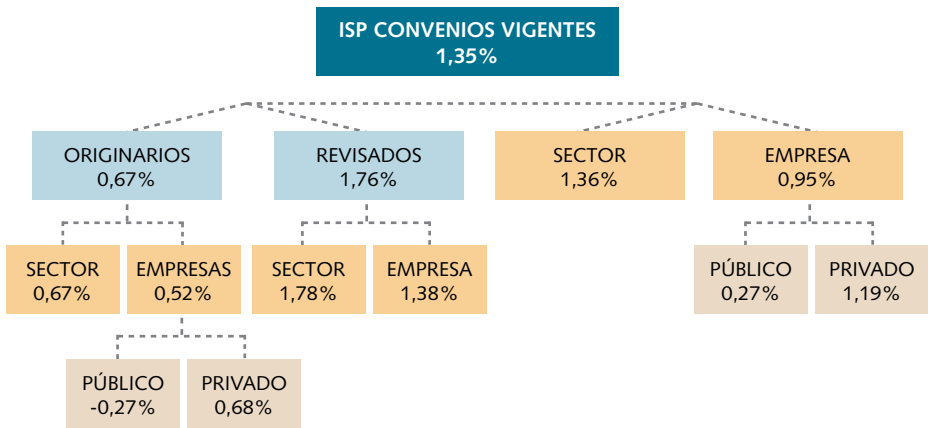 ISP CONVENIOS VIGENTES
1,35%
ORIGINARIOS
0,67%
REVISADOS
1,76%
SECTOR
1,36%
EMPRESA
0,95%
SECTOR
0,67%
EMPRESAS
0,52%
SECTOR
1,78%
EMPRESA
1,38%
PÚBLICO
0,27%
PRIVADO
1,19%
PÚBLICO
-0,27%
PRIVADO
0,68%